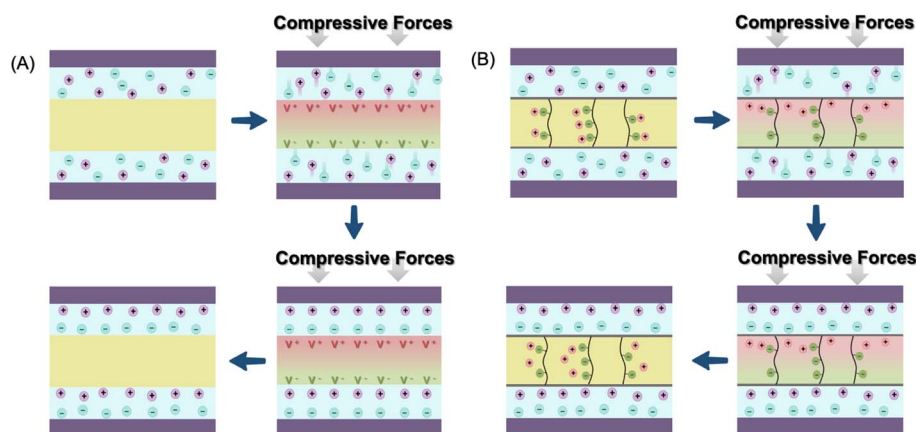 Compressive Forces
Compressive Forces
(A)
(B)
V+ V+ V+ V+ V+ V+ V+
V- V- V- V- V- V- V-
Compressive Forces
Compressive Forces
V+ V+ V+ V+ V+ V+ V+
V- V- V- V- V- V- V-